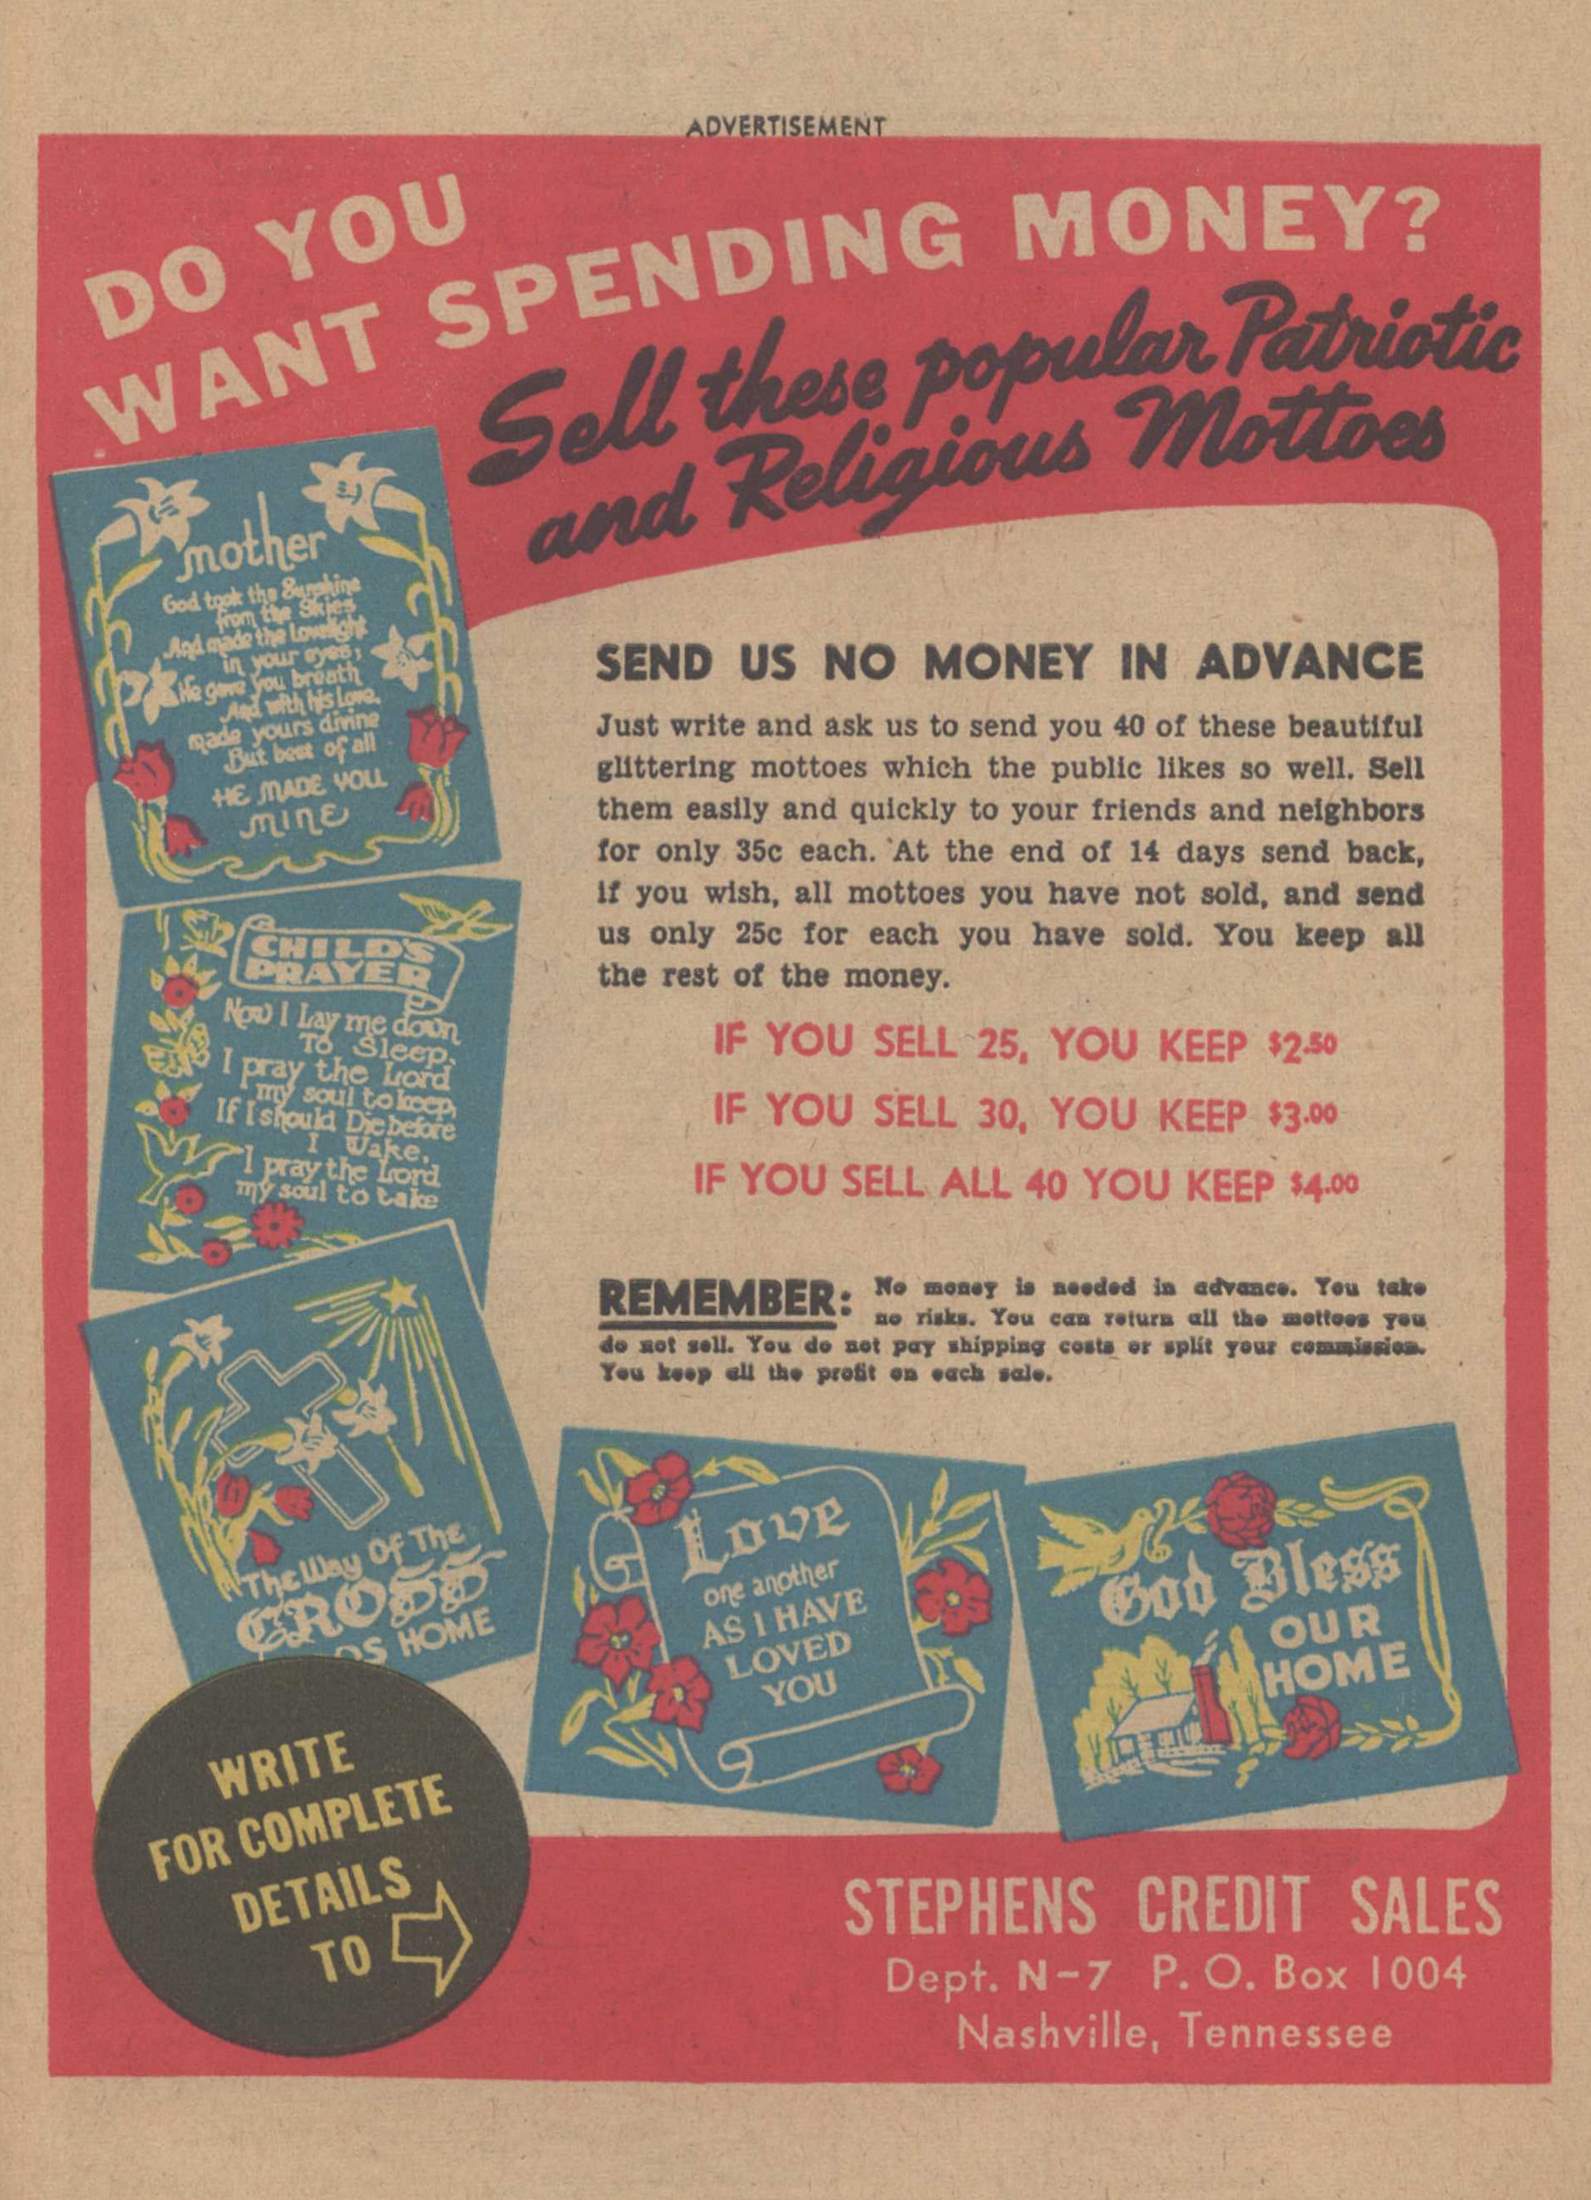 ADVERTISEMENT
DO YOU
WANT SPENDING MONEY?
Sell these popular Patriotic
and Religious Mottoes
mother
God took the Sunshine
from the Skies
And made the Lovelight
in your eyes;
He gave you breath
And with his Love,
made yours divine
But best of all
HE MADE YOU
MINE
CHILD'S
PRAYER
Now I Lay me down
To Sleep,
I pray the Lord
my soul to keep,
If I should Die before
I Wake,
I pray the Lord
my soul to take
The Way Of The
CROSS
DS HOME
SEND US NO MONEY IN ADVANCE
Just write and ask us to send you 40 of these beautiful
glittering mottoes which the public likes so well. Sell
them easily and quickly to your friends and neighbors
for only 35c each. At the end of 14 days send back,
if you wish, all mottoes you have not sold, and send
us only 25c for each you have sold. You keep all
the rest of the money.
IF YOU SELL 25, YOU KEEP $2.50
IF YOU SELL 30, YOU KEEP $3.00
IF YOU SELL ALL 40 YOU KEEP $4.00
REMEMBER: No money is needed in advance. You take
no risks. You can return all the mottoes you
do not sell. You do not pay shipping costs or split your commission.
You keep all the profit on each sale.
Love
one another
AS I HAVE
LOVED
YOU
God Bless
OUR
HOME
WRITE
FOR COMPLETE
DETAILS
TO
STEPHENS CREDIT SALES
Dept. N-7 P. O. Box 1004
Nashville, Tennessee